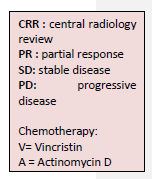 CRR : central radiology
review
PR : partial response
SD: stable disease
PD: progressive
disease
Chemotherapy:
V= Vincristin
A = Actinomycin D